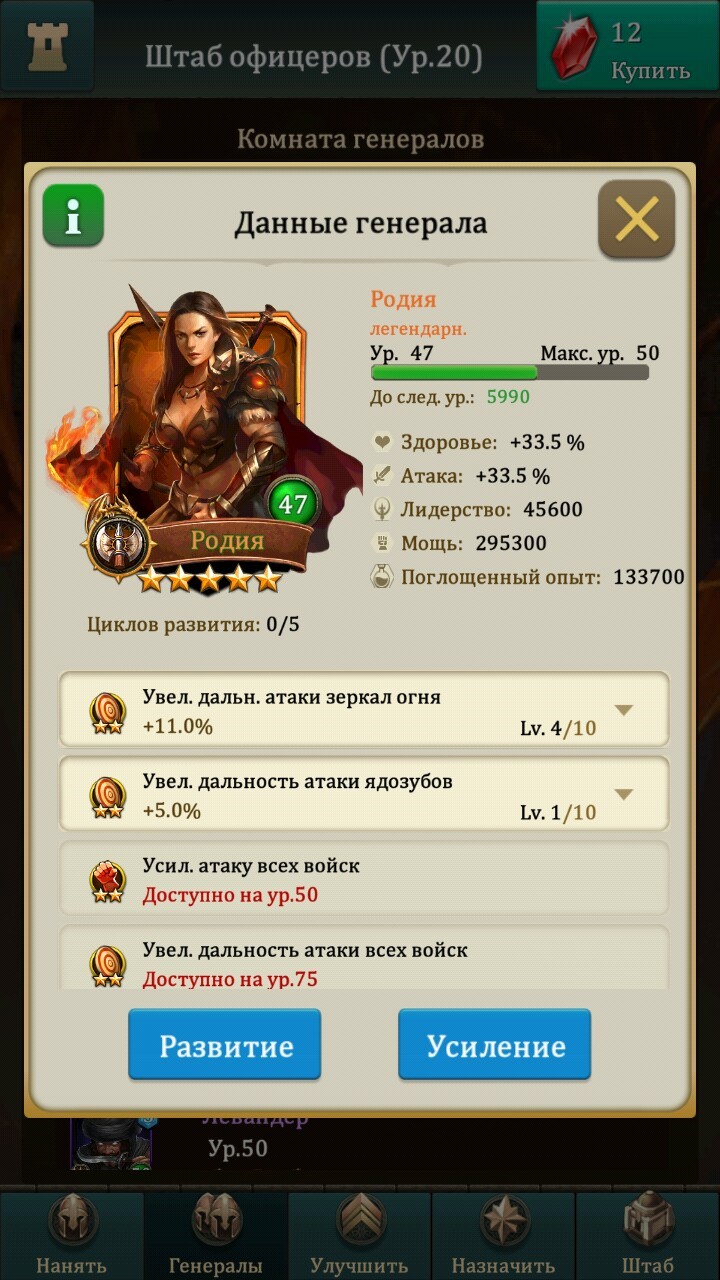 Штаб офицеров (Ур.20)
12
Купить
Комната генералов
Данные генерала
Родия
легендарн.
Ур. 47 Макс. ур. 50
До след. ур.: 5990
Здоровье: +33.5 %
Атака: +33.5 %
Лидерство: 45600
Мощь: 295300
Поглощенный опыт: 133700
47
Родия
Циклов развития: 0/5
Увел. дальн. атаки зеркал огня
+11.0% Lv. 4/10
Увел. дальность атаки ядозубов
+5.0% Lv. 1/10
Усил. атаку всех войск
Доступно на ур.50
Увел. дальность атаки всех войск
Доступно на ур.75
Развитие Усиление
Левандер
Ур.50
Нанять Генералы Улучшить Назначить Штаб